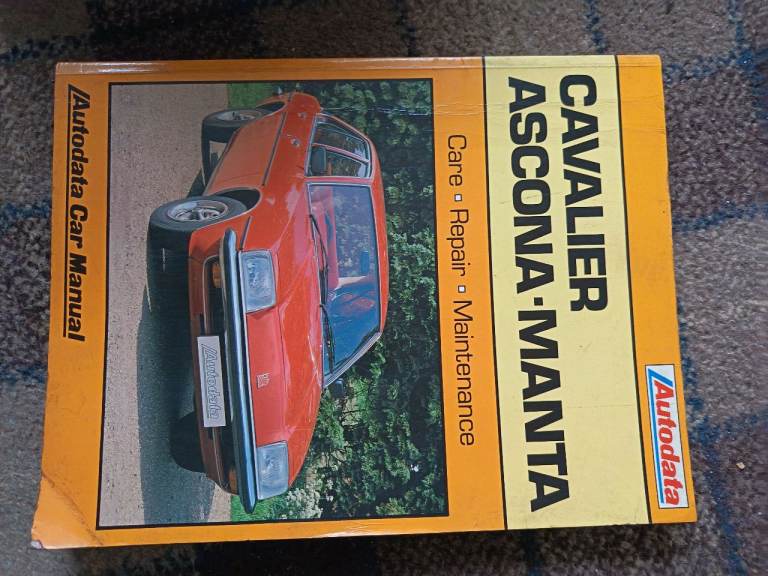 Autodata
CAVALIER
ASCONA·MANTA
Care ▪ Repair ▪ Maintenance
Autodata
Autodata Car Manual